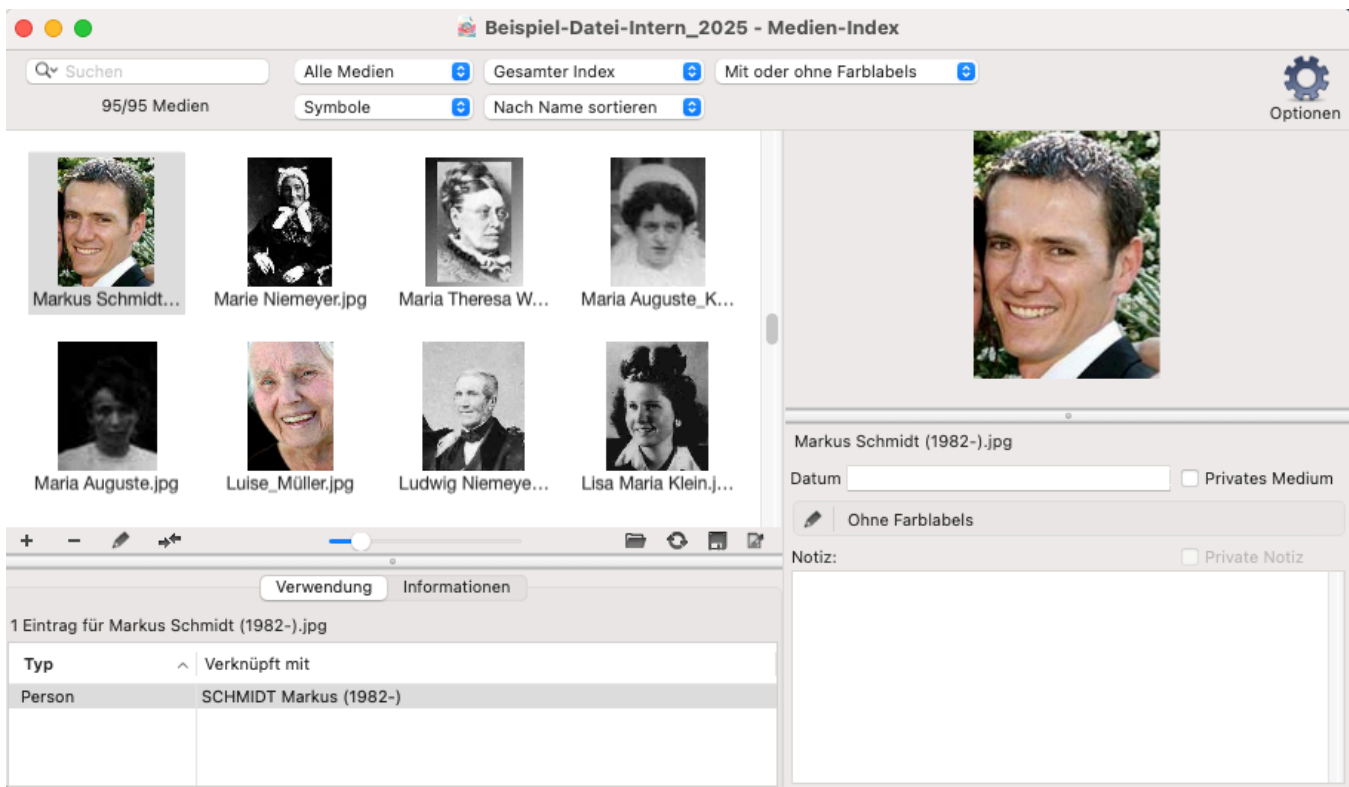 Beispiel-Datei-Intern_2025 - Medien-Index
Suchen
Alle Medien
Gesamter Index
Mit oder ohne Farblabels
95/95 Medien
Symbole
Nach Name sortieren
Optionen
Markus Schmidt...
Marie Niemeyer.jpg
Maria Theresa W...
Maria Auguste_K...
Maria Auguste.jpg
Luise_Müller.jpg
Ludwig Niemeye...
Lisa Maria Klein.j...
Markus Schmidt (1982-).jpg
Datum
Privates Medium
Ohne Farblabels
Notiz:
Private Notiz
Verwendung
Informationen
1 Eintrag für Markus Schmidt (1982-).jpg
Typ
Verknüpft mit
Person
SCHMIDT Markus (1982-)